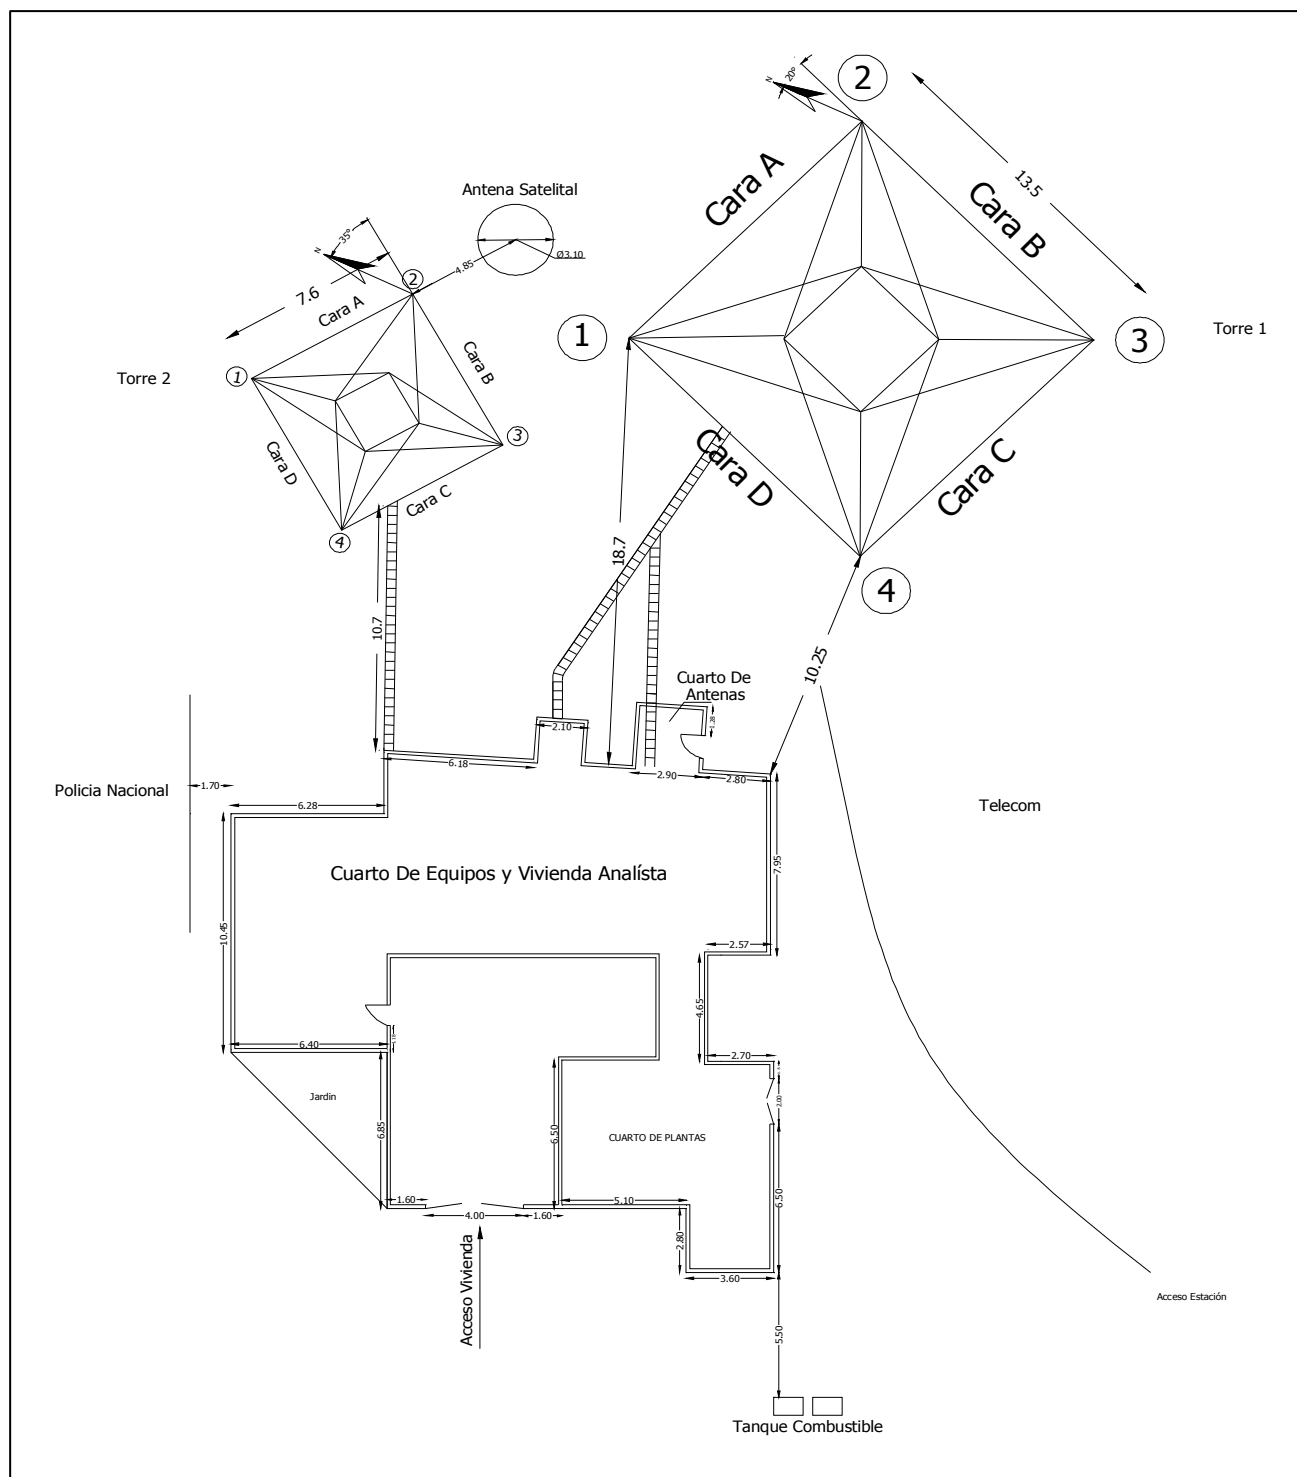 2
N
20°
13.5
Cara A
Cara B
Antena Satelital
N
35°
2
4.85
Ø3.10
7.6
Cara A
1
3
Torre 1
Cara B
Torre 2
1
3
Cara D
Cara D
Cara C
Cara C
4
18.7
4
10.7
10.25
Cuarto De
Antenas
1.28
2.10
6.18
2.90
2.80
Policia Nacional
1.70
6.28
Telecom
7.95
Cuarto De Equipos y Vivienda Analísta
10.45
2.57
4.65
6.40
2.70
2.00
Jardin
6.85
6.50
CUARTO DE PLANTAS
6.50
1.60
5.10
4.00
1.60
2.80
3.60
Acceso Vivienda
Acceso Estación
5.50
Tanque Combustible